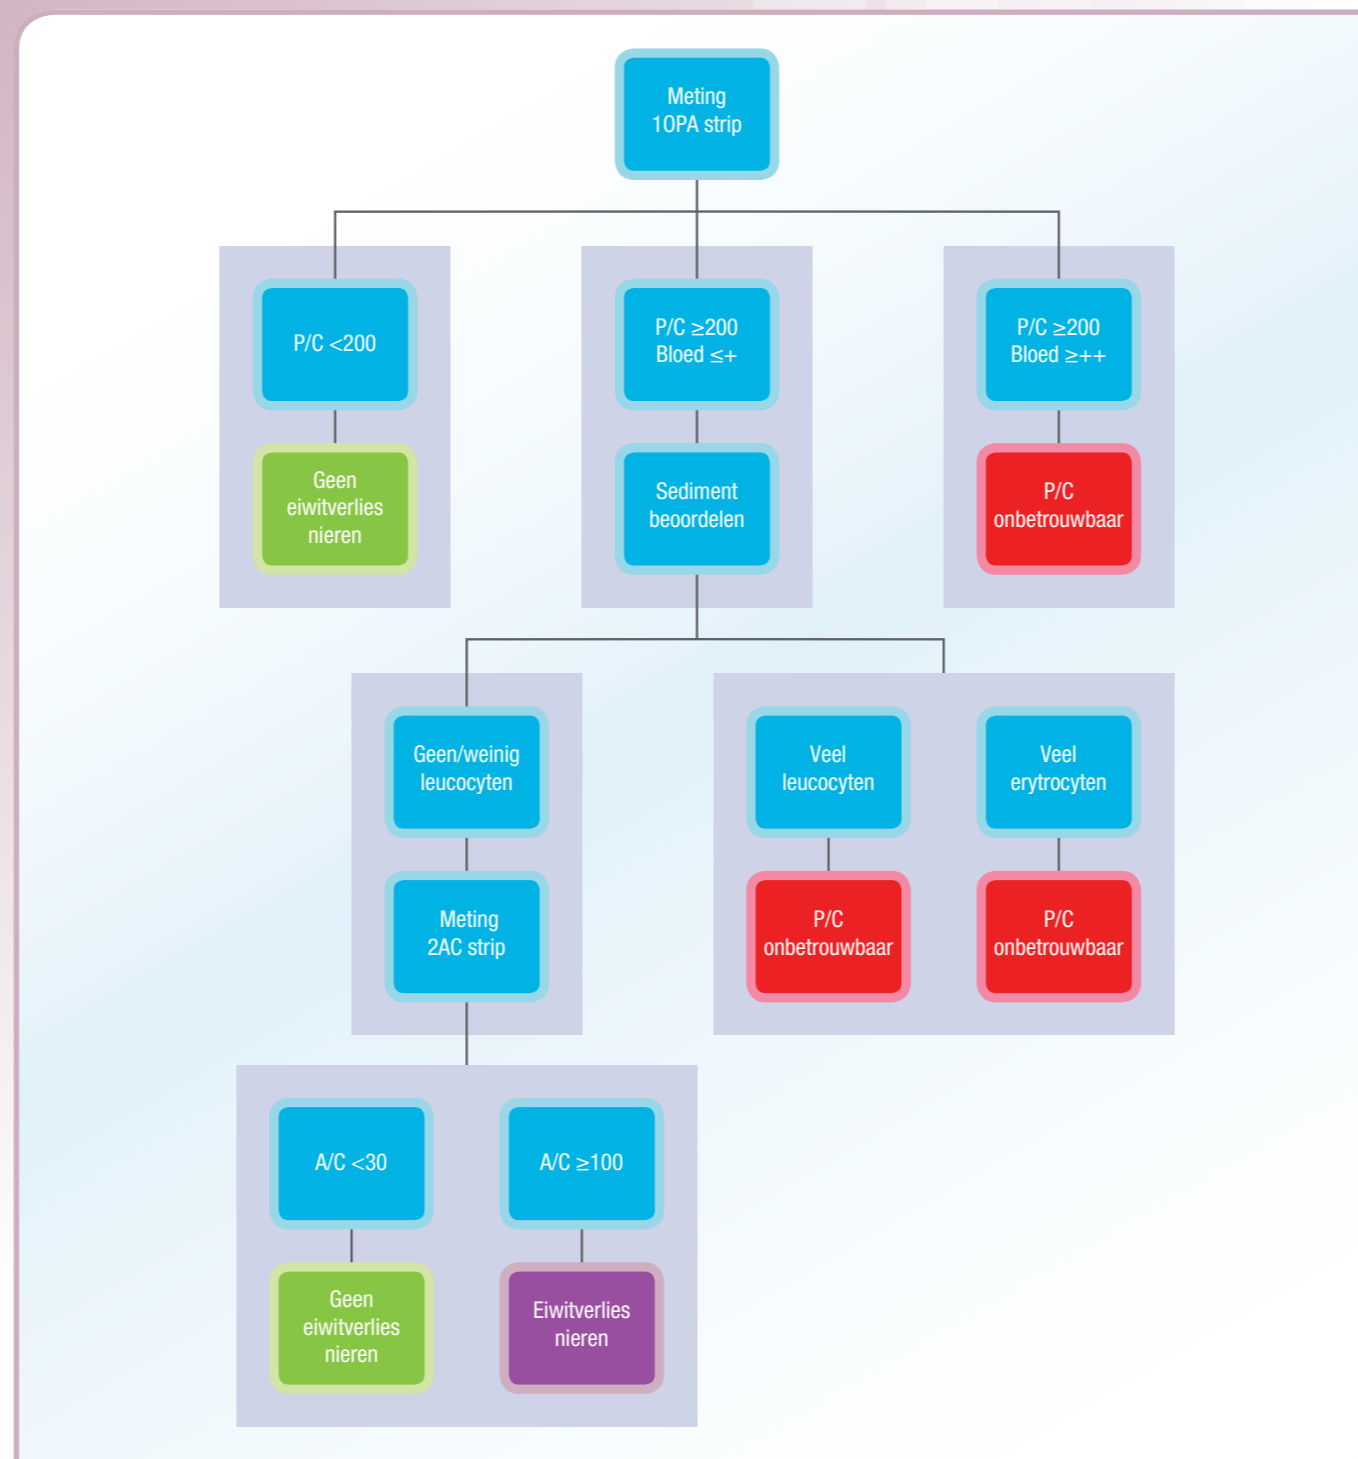 Meting
10PA strip
P/C <200
P/C ≥200
Bloed ≤+
P/C ≥200
Bloed ≥++
Geen
eiwitverlies
nieren
Sediment
beoordelen
P/C
onbetrouwbaar
Geen/weinig
leucocyten
Veel
leucocyten
Veel
erytrocyten
Meting
2AC strip
P/C
onbetrouwbaar
P/C
onbetrouwbaar
A/C <30
A/C ≥100
Geen
eiwitverlies
nieren
Eiwitverlies
nieren